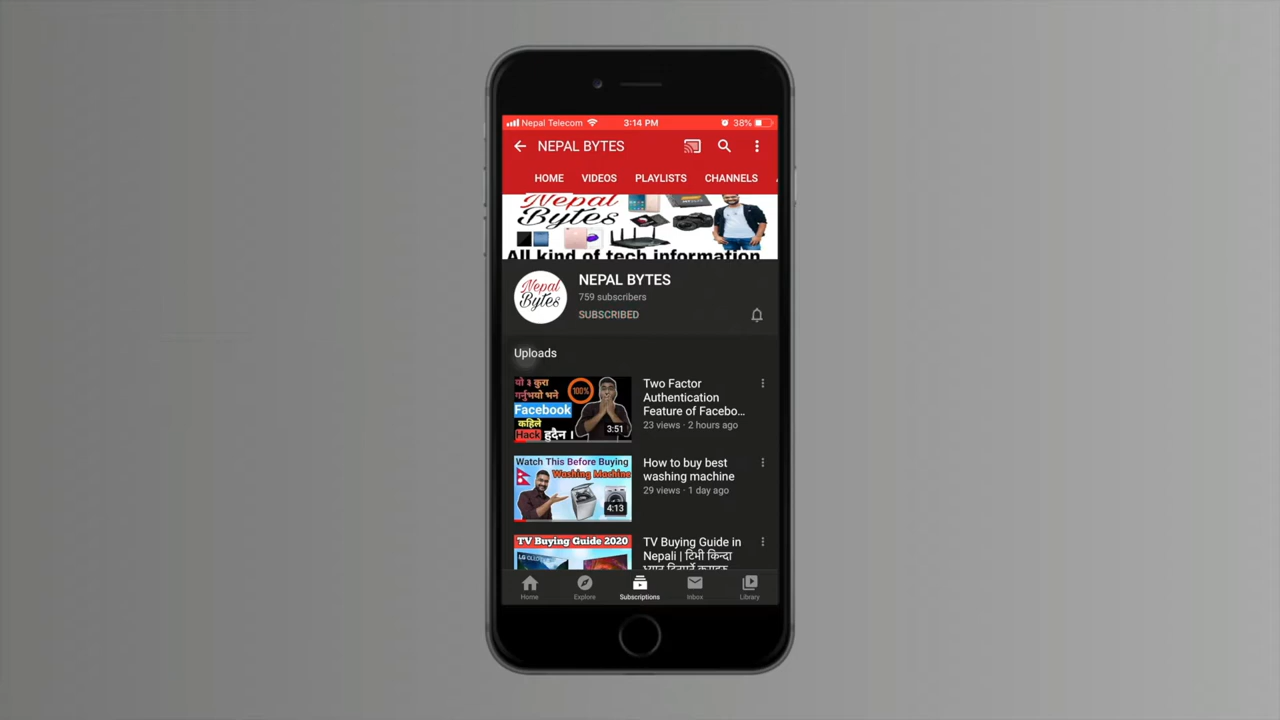 Nepal Telecom 3:14 PM 38%
NEPAL BYTES
HOME VIDEOS PLAYLISTS CHANNELS
Nepal
Bytes
All kind of tech information
Nepal
Bytes
NEPAL BYTES
759 subscribers
SUBSCRIBED
Uploads
यो ३ कुरा
गर्नुभयो भने
100%
Facebook
कहिले
Hack हुदैन ।
3:51
Two Factor
Authentication
Feature of Facebo...
23 views · 2 hours ago
Watch This Before Buying
Washing Machine
4:13
How to buy best
washing machine
29 views · 1 day ago
TV Buying Guide 2020
TV Buying Guide in
Nepali | टिभी किन्दा
Home Explore Subscriptions Inbox Library